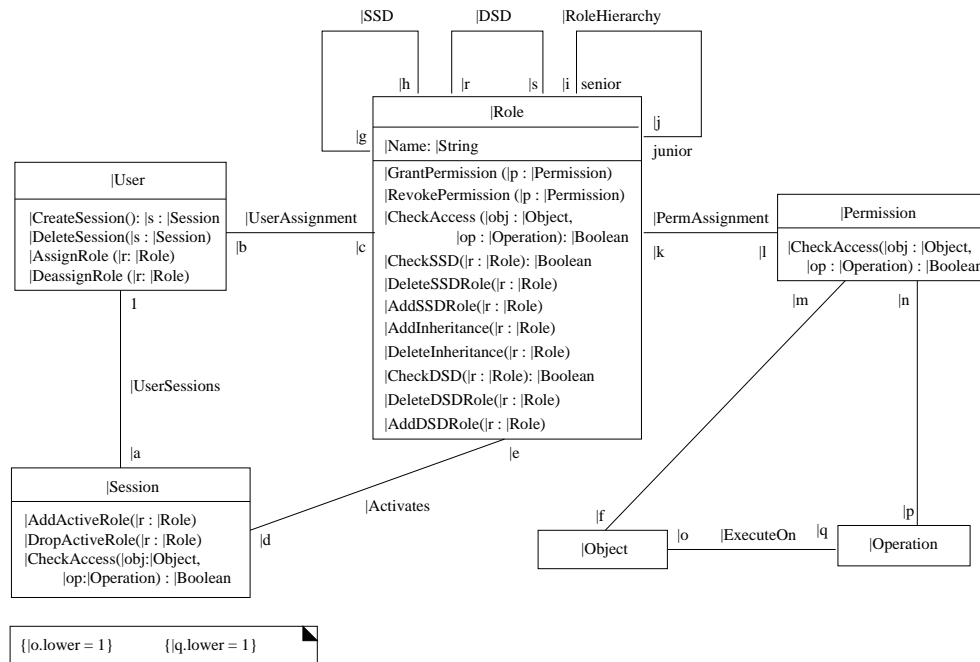 |SSD
|DSD
|RoleHierarchy
|h
|r
|s
|i
senior
|g
|j
junior
|Role
|Name: |String
|GrantPermission (|p : |Permission)
|RevokePermission (|p : |Permission)
|CheckAccess (|obj : |Object,
|op : |Operation): |Boolean
|CheckSSD(|r : |Role): |Boolean
|DeleteSSDRole(|r : |Role)
|AddSSDRole(|r : |Role)
|AddInheritance(|r : |Role)
|DeleteInheritance(|r : |Role)
|CheckDSD(|r : |Role): |Boolean
|DeleteDSDRole(|r : |Role)
|AddDSDRole(|r : |Role)
|User
|CreateSession(): |s : |Session
|DeleteSession(|s : |Session)
|AssignRole (|r: |Role)
|DeassignRole (|r: |Role)
|UserAssignment
|b
|c
|PermAssignment
|k
|l
|Permission
|CheckAccess(|obj : |Object,
|op : |Operation) : |Boolean
1
|m
|n
|UserSessions
|a
|e
|Session
|AddActiveRole(|r : |Role)
|DropActiveRole(|r : |Role)
|CheckAccess(|obj:|Object,
|op:|Operation) : |Boolean
|Activates
|d
|f
|p
|Object
|o
|ExecuteOn
|q
|Operation
{|o.lower = 1}
{|q.lower = 1}